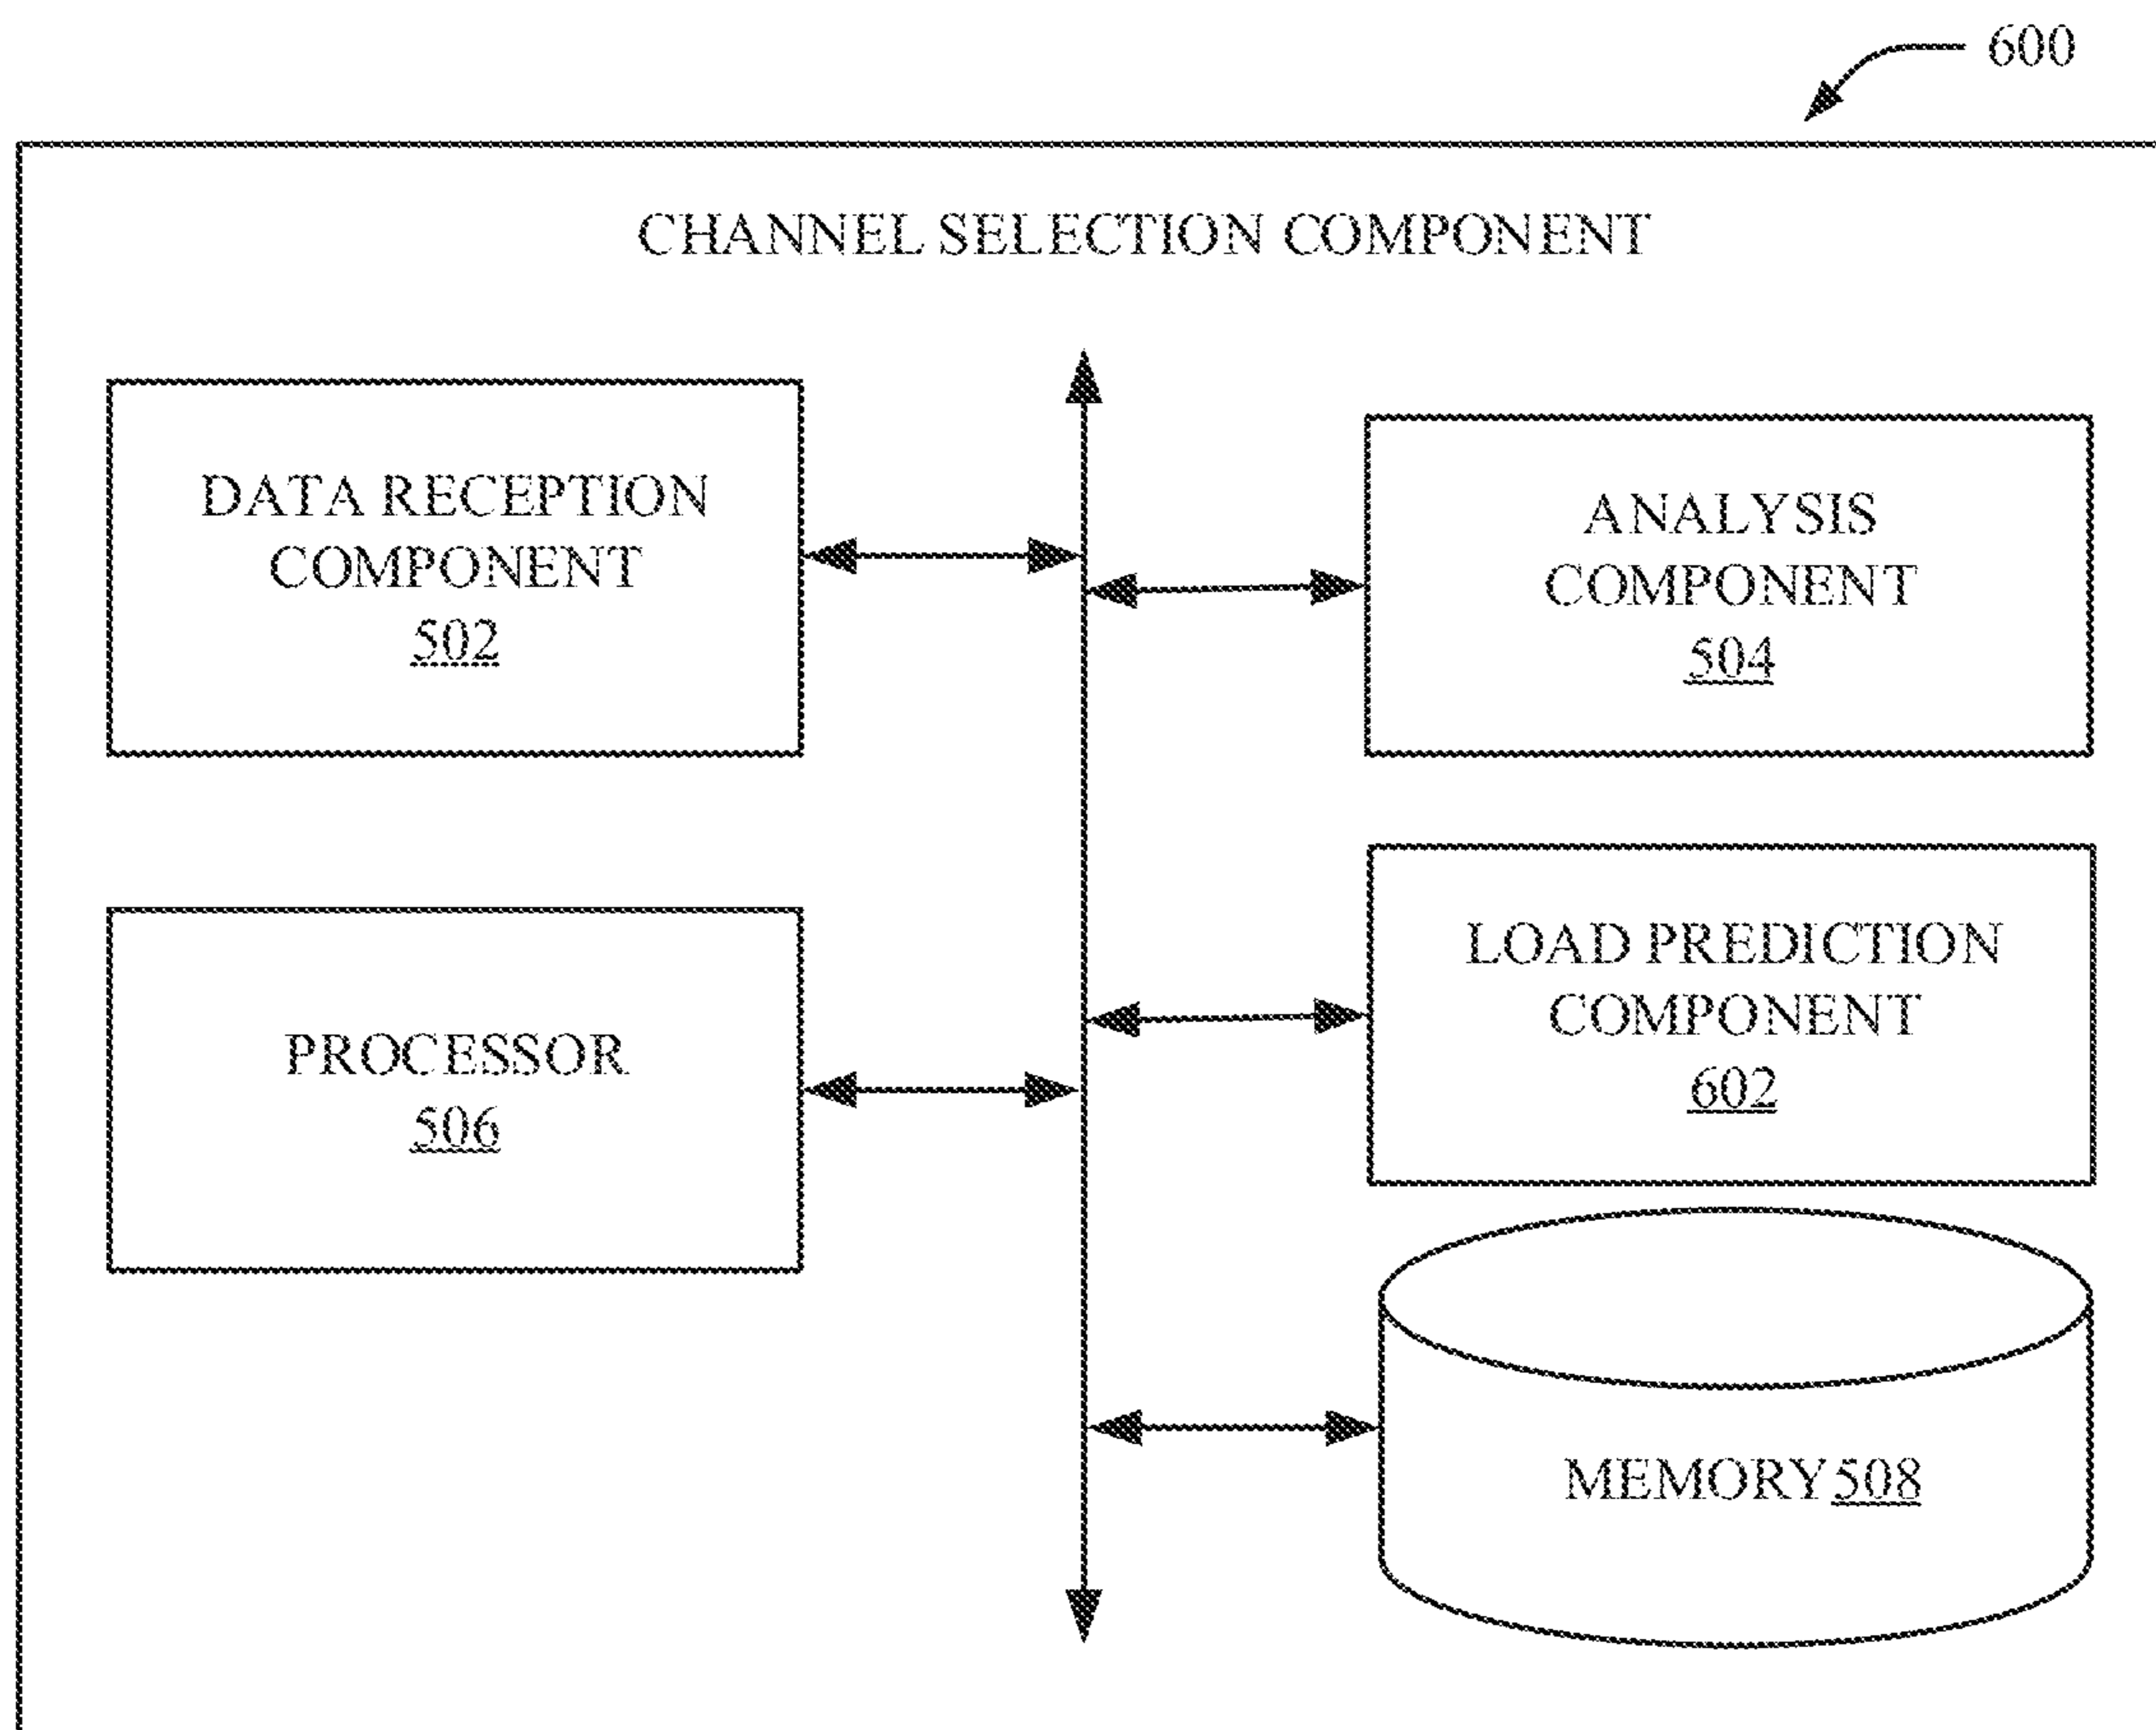 600
CHANNEL SELECTION COMPONENT
DATA RECEPTION
COMPONENT
502
ANALYSIS
COMPONENT
504
PROCESSOR
506
LOAD PREDICTION
COMPONENT
602
MEMORY 508